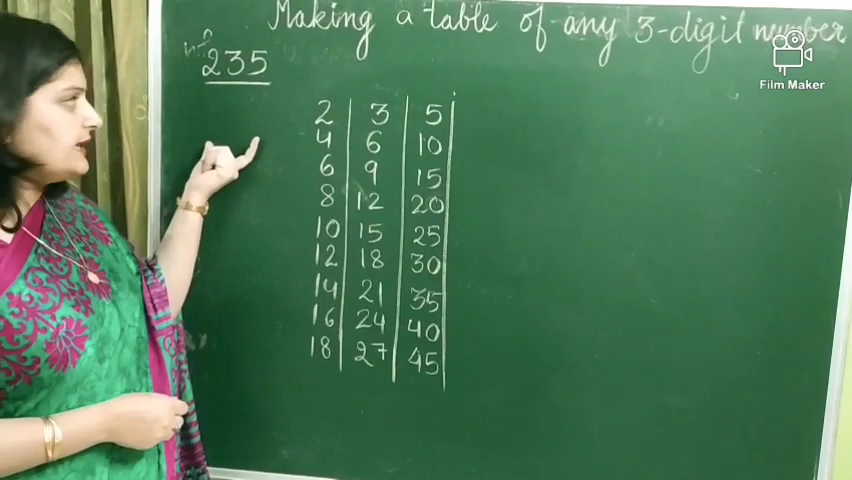 Making a table of any 3-digit number
Film Maker
235
2 3 5
4 6 10
6 9 15
8 12 20
10 15 25
12 18 30
14 21 35
16 24 40
18 27 45